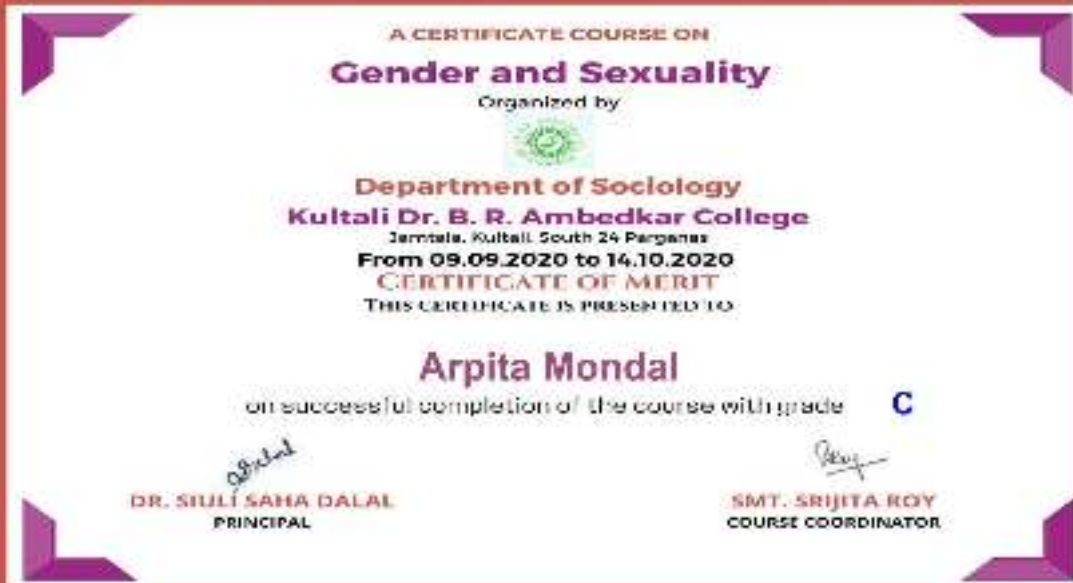 A CERTIFICATE COURSE ON
Gender and Sexuality
Organized by
Department of Sociology
Kultali Dr. B. R. Ambedkar College
Jamtala, Kultali, South 24 Parganas
From 09.09.2020 to 14.10.2020
CERTIFICATE OF MERIT
THIS CERTIFICATE IS PRESENTED TO
Arpita Mondal
on successful completion of the course with grade C
DR. SIULI SAHA DALAL
PRINCIPAL
SMT. SRIJITA ROY
COURSE COORDINATOR